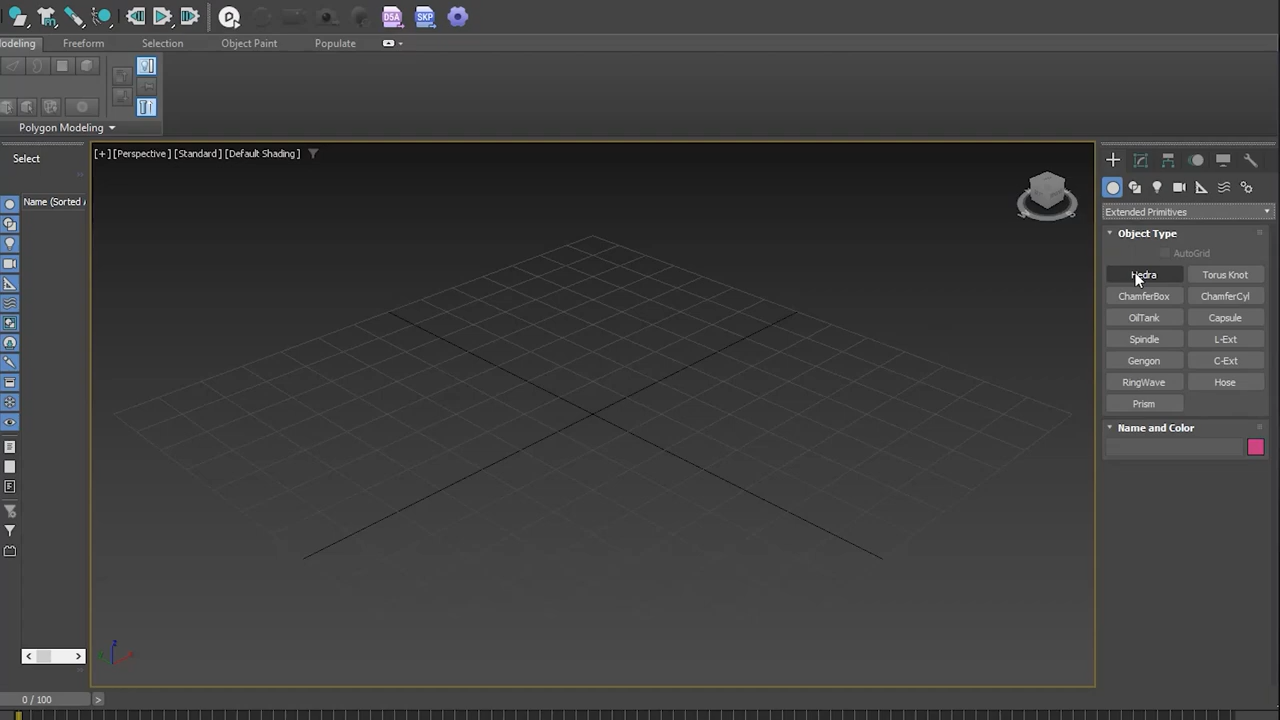 D5A
SKP
odeling Freeform Selection Object Paint Populate
Polygon Modeling
Select
[+] [Perspective ] [Standard ] [Default Shading ]
Name (Sorted A
Extended Primitives
Object Type
AutoGrid
Hedra Torus Knot
ChamferBox ChamferCyl
OilTank Capsule
Spindle L-Ext
Gengon C-Ext
RingWave Hose
Prism
Name and Color
z
0 / 100 >